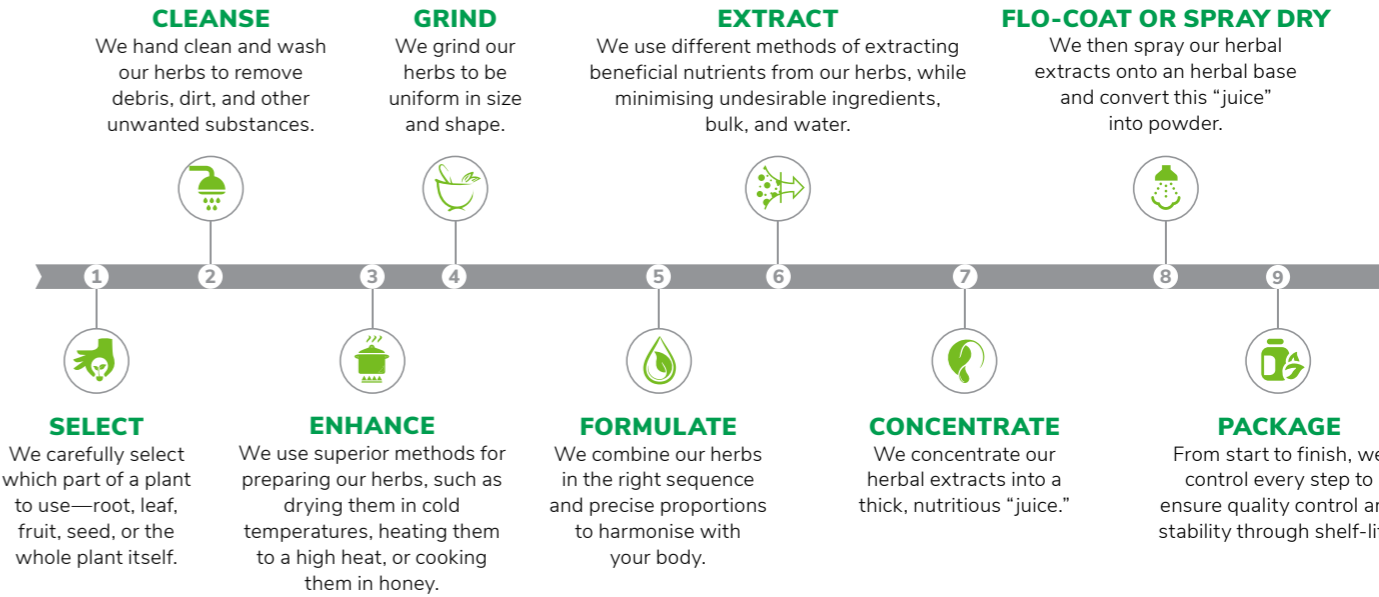 CLEANSE
We hand clean and wash
our herbs to remove
debris, dirt, and other
unwanted substances.
GRIND
We grind our
herbs to be
uniform in size
and shape.
EXTRACT
We use different methods of extracting
beneficial nutrients from our herbs, while
minimising undesirable ingredients,
bulk, and water.
FLO-COAT OR SPRAY DRY
We then spray our herbal
extracts onto an herbal base
and convert this “juice”
into powder.
1
2
3
4
5
6
7
8
9
SELECT
We carefully select
which part of a plant
to use—root, leaf,
fruit, seed, or the
whole plant itself.
ENHANCE
We use superior methods for
preparing our herbs, such as
drying them in cold
temperatures, heating them
to a high heat, or cooking
them in honey.
FORMULATE
We combine our herbs
in the right sequence
and precise proportions
to harmonise with
your body.
CONCENTRATE
We concentrate our
herbal extracts into a
thick, nutritious “juice.”
PACKAGE
From start to finish, we
control every step to
ensure quality control
stability through